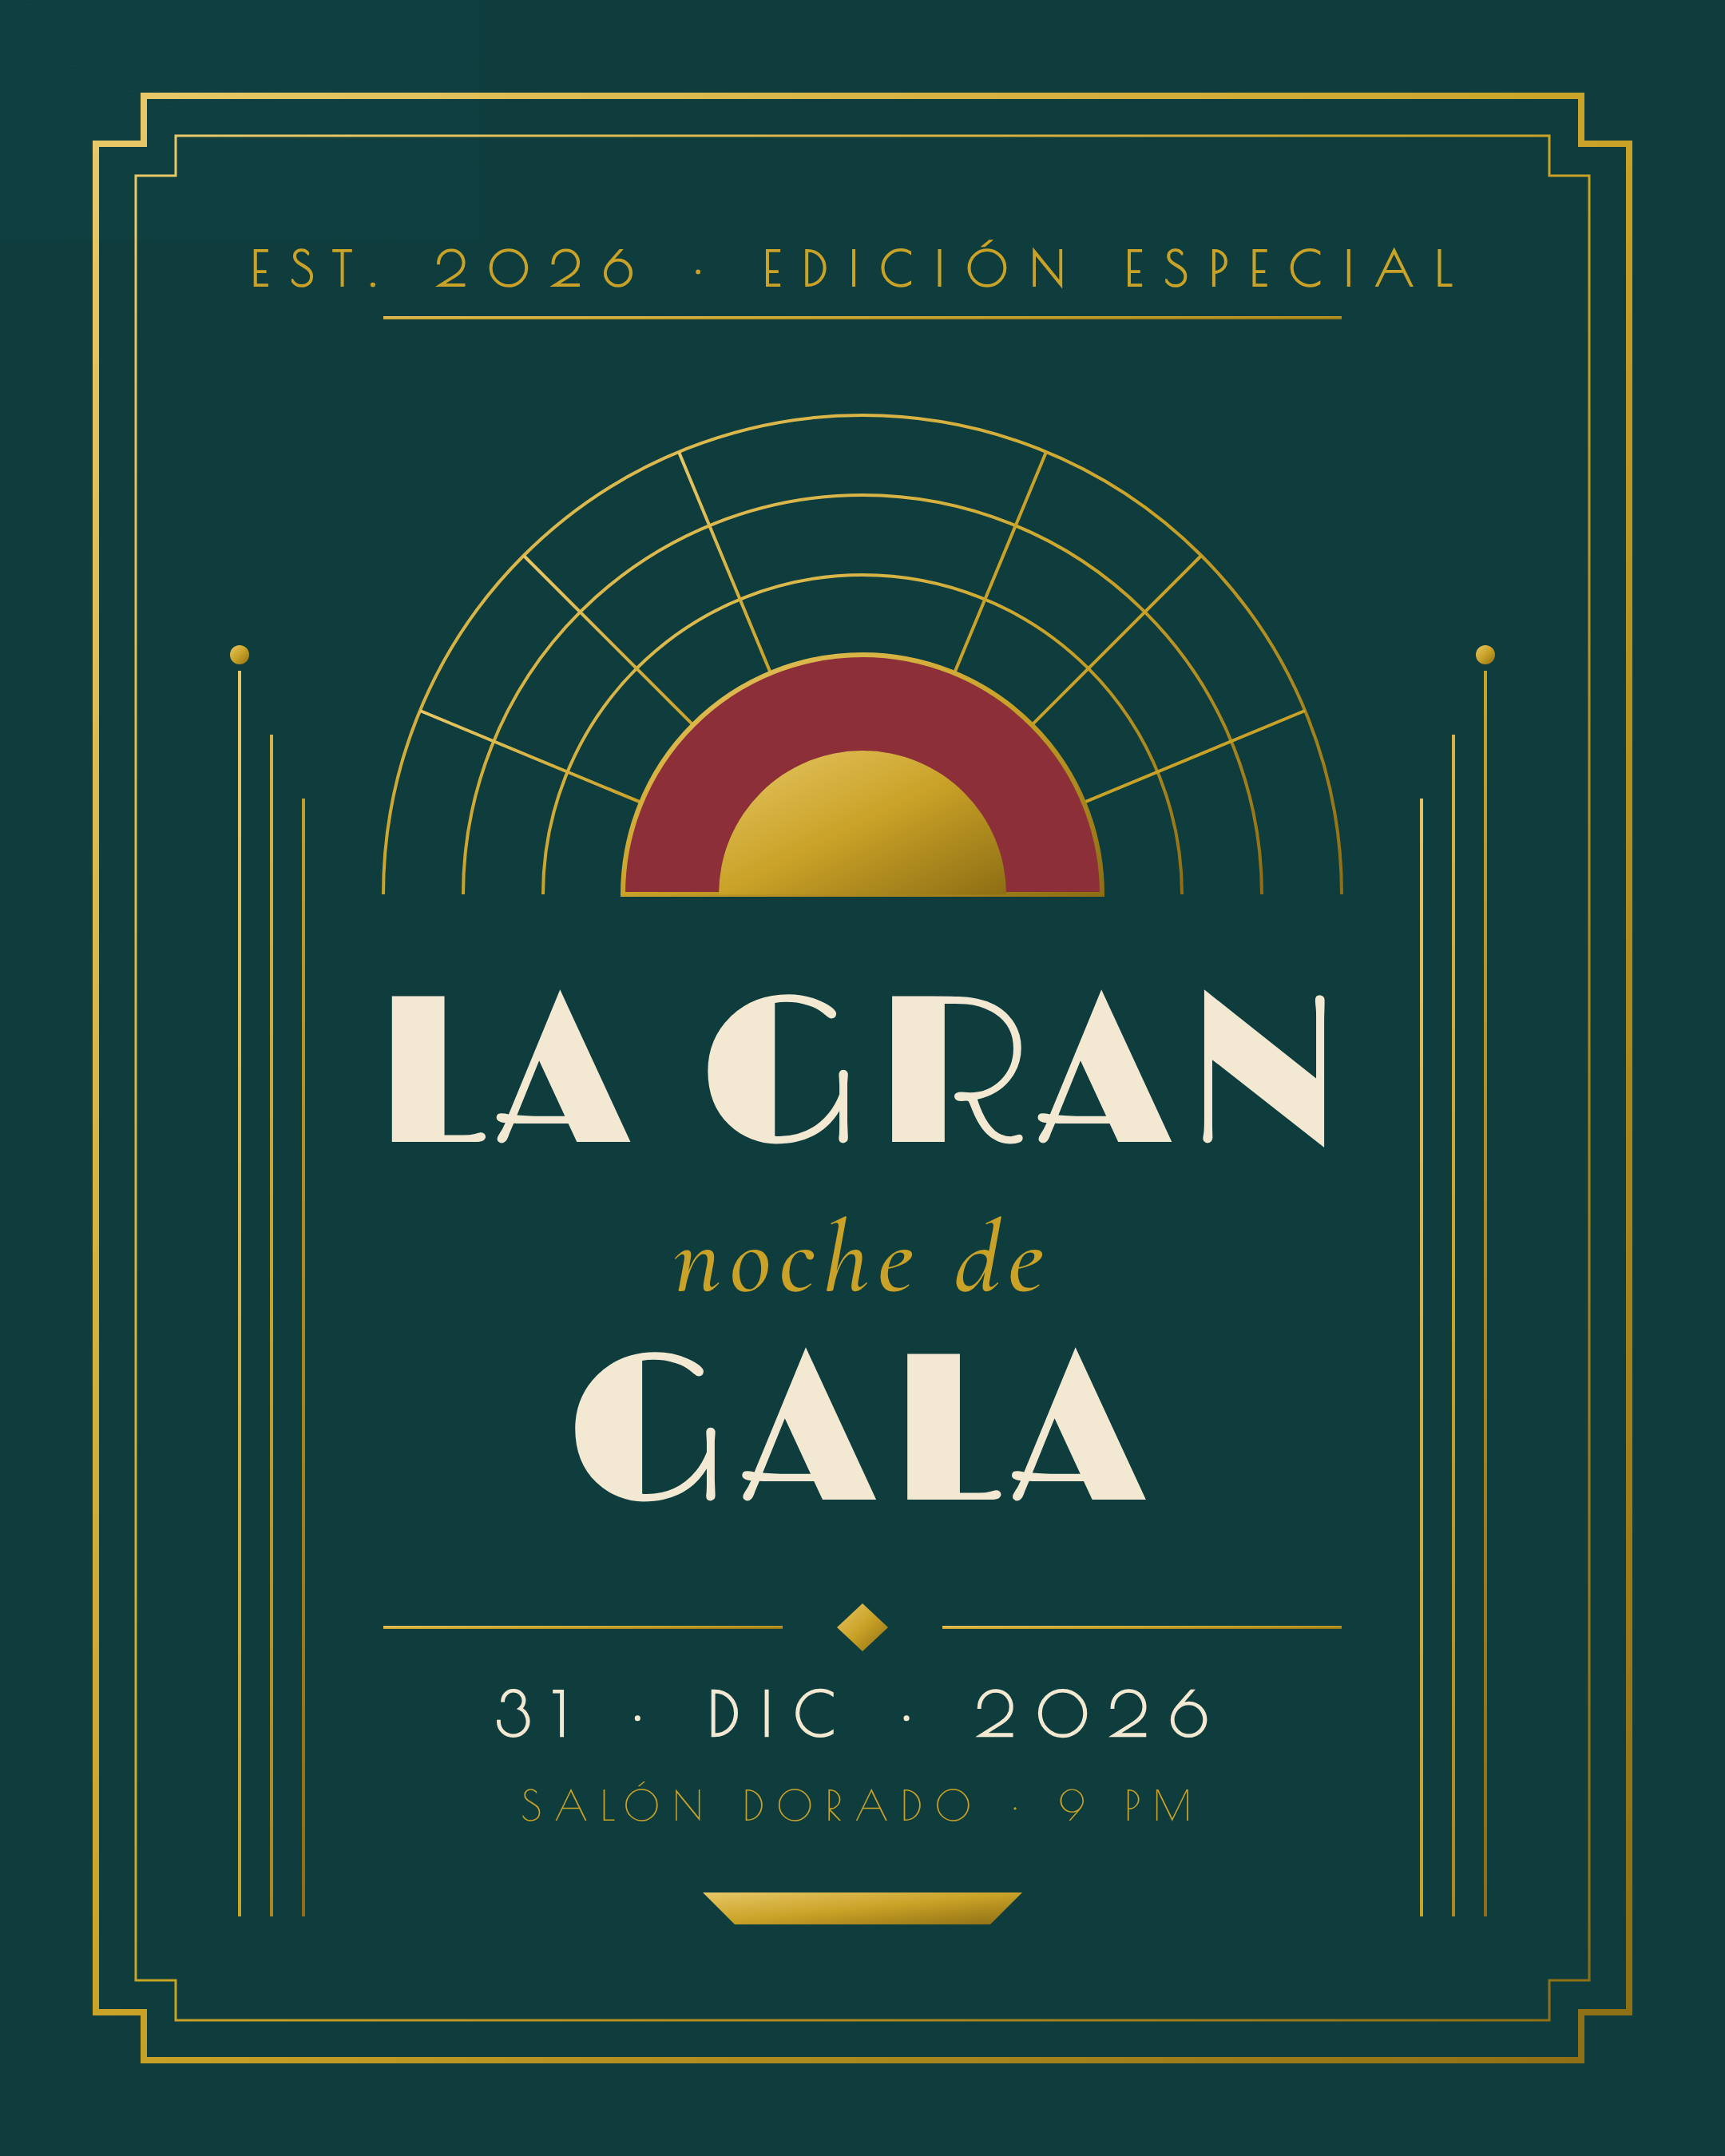 EST. 2026 · EDICIÓN ESPECIAL
LA GRAN
noche de
GALA
31 · DIC · 2026
SALÓN DORADO · 9 PM